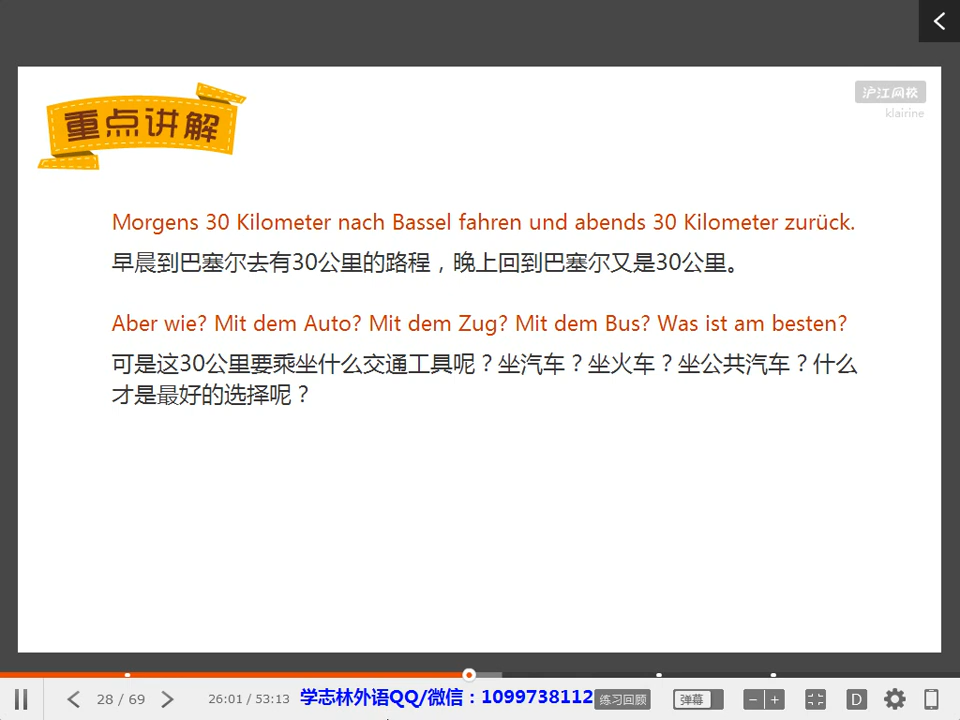 沪江网校
klairine
重点讲解
Morgens 30 Kilometer nach Bassel fahren und abends 30 Kilometer zurück.
早晨到巴塞尔去有30公里的路程，晚上回到巴塞尔又是30公里。
Aber wie? Mit dem Auto? Mit dem Zug? Mit dem Bus? Was ist am besten?
可是这30公里要乘坐什么交通工具呢？坐汽车？坐火车？坐公共汽车？什么
才是最好的选择呢？
28 / 69 26:01 / 53:13 学志林外语QQ/微信：1099738112 练习回顾 弹幕 D